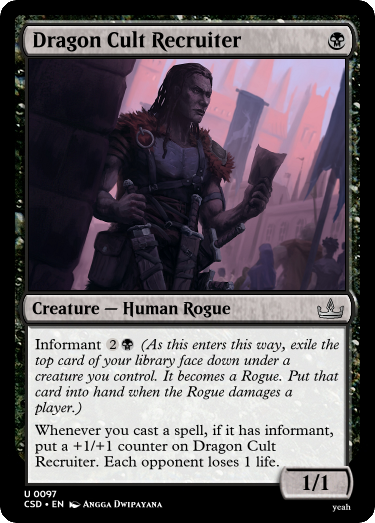 Dragon Cult Recruiter
Creature — Human Rogue
Informant 2 (As this enters this way, exile the
top card of your library face down under a
creature you control. It becomes a Rogue. Put that
card into hand when the Rogue damages a
player.)
Whenever you cast a spell, if it has informant,
put a +1/+1 counter on Dragon Cult
Recruiter. Each opponent loses 1 life.
1/1
U 0097
CSD • EN Angga Dwipayana
yeah